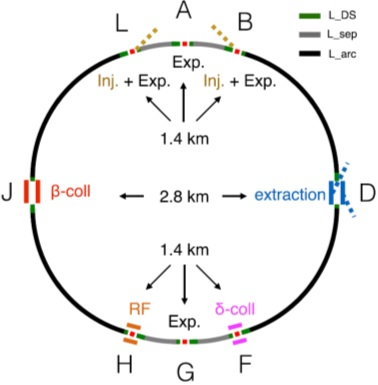 L
A
B
L_DS
L_sep
L_arc
Exp.
Inj. + Exp.
Inj. + Exp.
1.4 km
J
β-coll
2.8 km
extraction
D
1.4 km
RF
Exp.
δ-coll
H
G
F